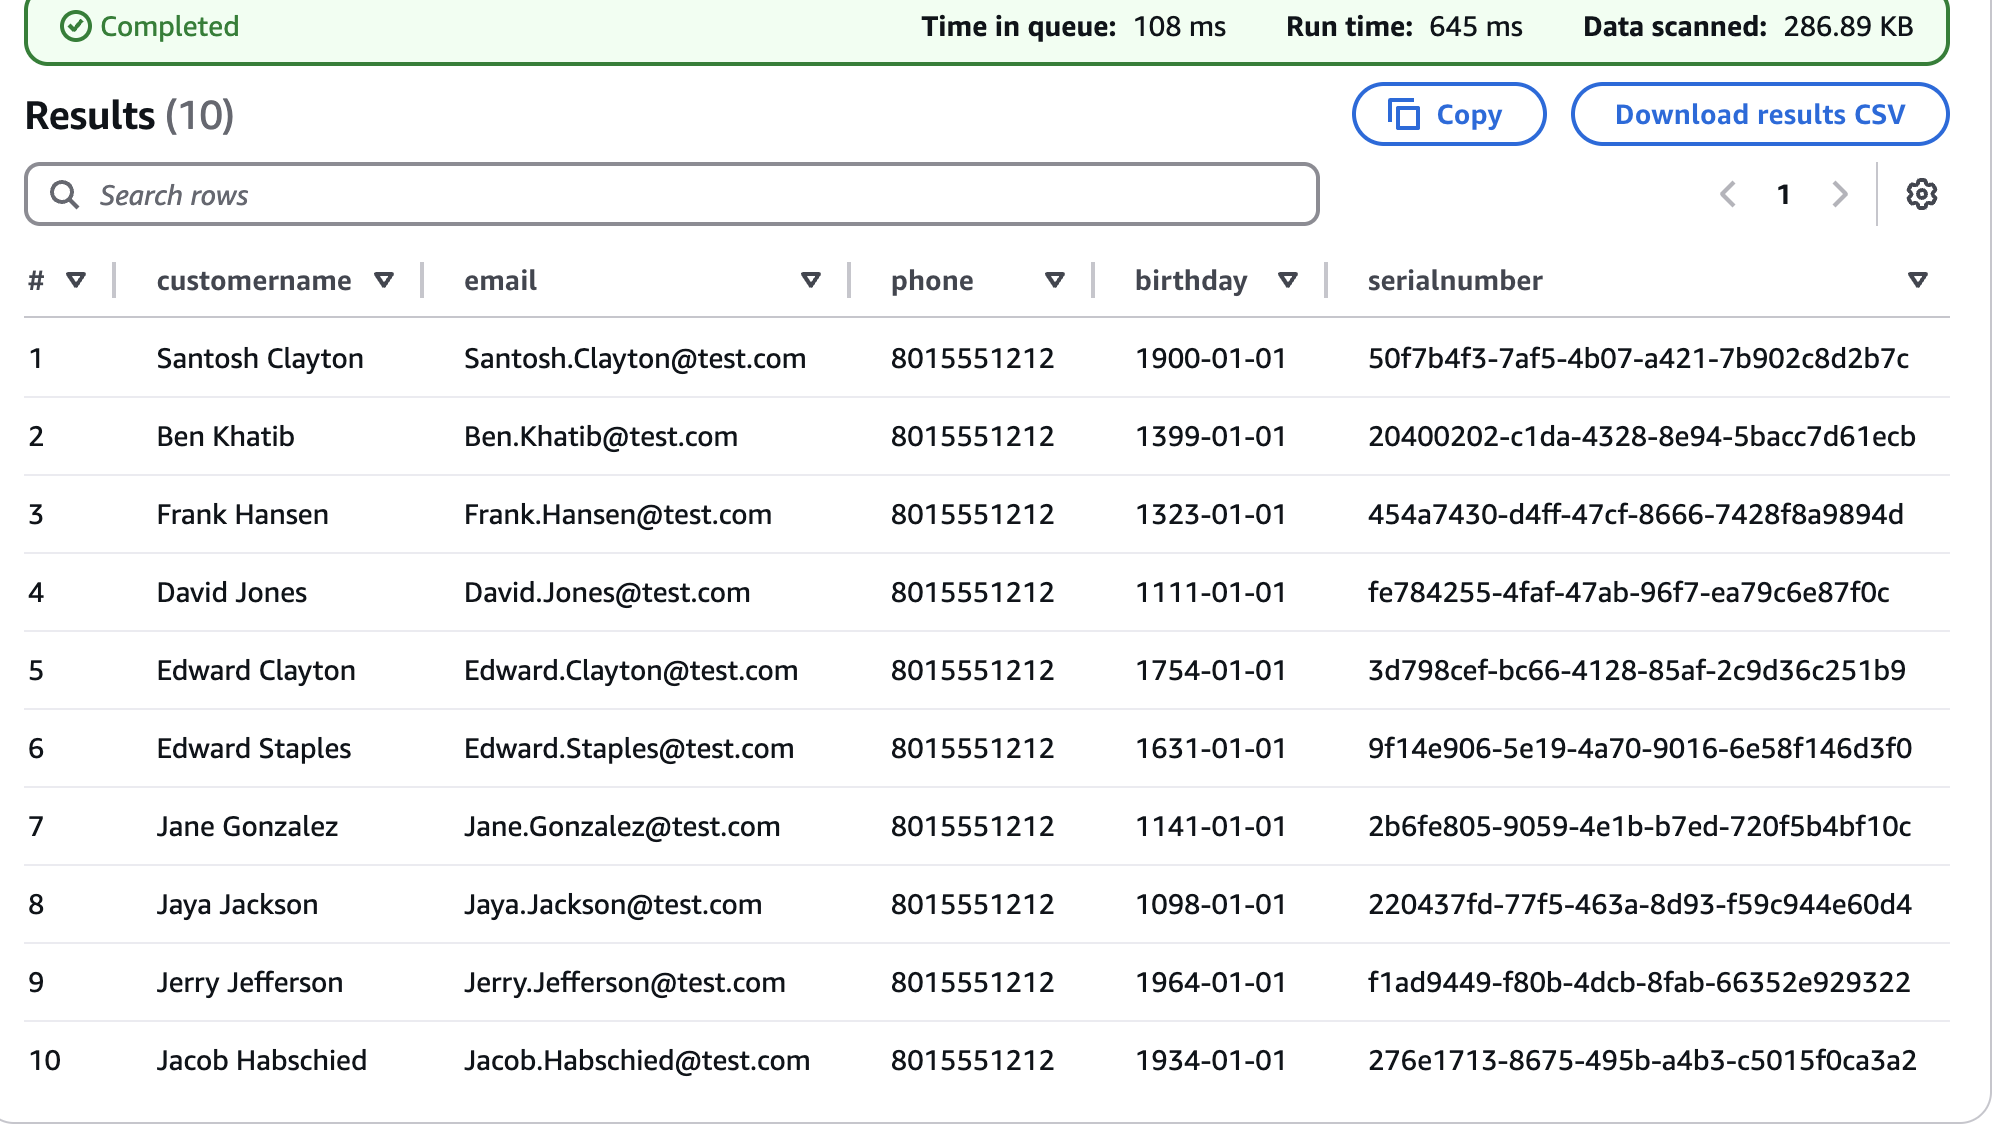 Completed Time in queue: 108 ms Run time: 645 ms Data scanned: 286.89 KB
Results (10) Copy Download results CSV
Search rows 1
# customername email phone birthday serialnumber
1 Santosh Clayton Santosh.Clayton@test.com 8015551212 1900-01-01 50f7b4f3-7af5-4b07-a421-7b902c8d2b7c
2 Ben Khatib Ben.Khatib@test.com 8015551212 1399-01-01 20400202-c1da-4328-8e94-5bacc7d61ecb
3 Frank Hansen Frank.Hansen@test.com 8015551212 1323-01-01 454a7430-d4ff-47cf-8666-7428f8a9894d
4 David Jones David.Jones@test.com 8015551212 1111-01-01 fe784255-4faf-47ab-96f7-ea79c6e87f0c
5 Edward Clayton Edward.Clayton@test.com 8015551212 1754-01-01 3d798cef-bc66-4128-85af-2c9d36c251b9
6 Edward Staples Edward.Staples@test.com 8015551212 1631-01-01 9f14e906-5e19-4a70-9016-6e58f146d3f0
7 Jane Gonzalez Jane.Gonzalez@test.com 8015551212 1141-01-01 2b6fe805-9059-4e1b-b7ed-720f5b4bf10c
8 Jaya Jackson Jaya.Jackson@test.com 8015551212 1098-01-01 220437fd-77f5-463a-8d93-f59c944e60d4
9 Jerry Jefferson Jerry.Jefferson@test.com 8015551212 1964-01-01 f1ad9449-f80b-4dcb-8fab-66352e929322
10 Jacob Habschied Jacob.Habschied@test.com 8015551212 1934-01-01 276e1713-8675-495b-a4b3-c5015f0ca3a2